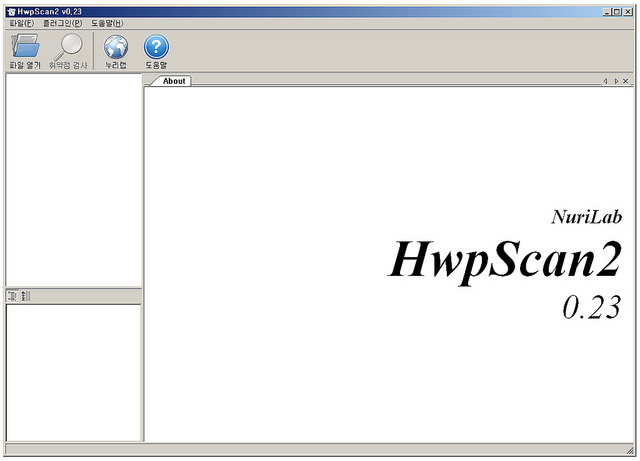 HwpScan2 v0.23
파일(F) 플러그인(P) 도움말(H)
파일 열기 취약점 검사 누리랩 도움말
About
NuriLab
HwpScan2
0.23